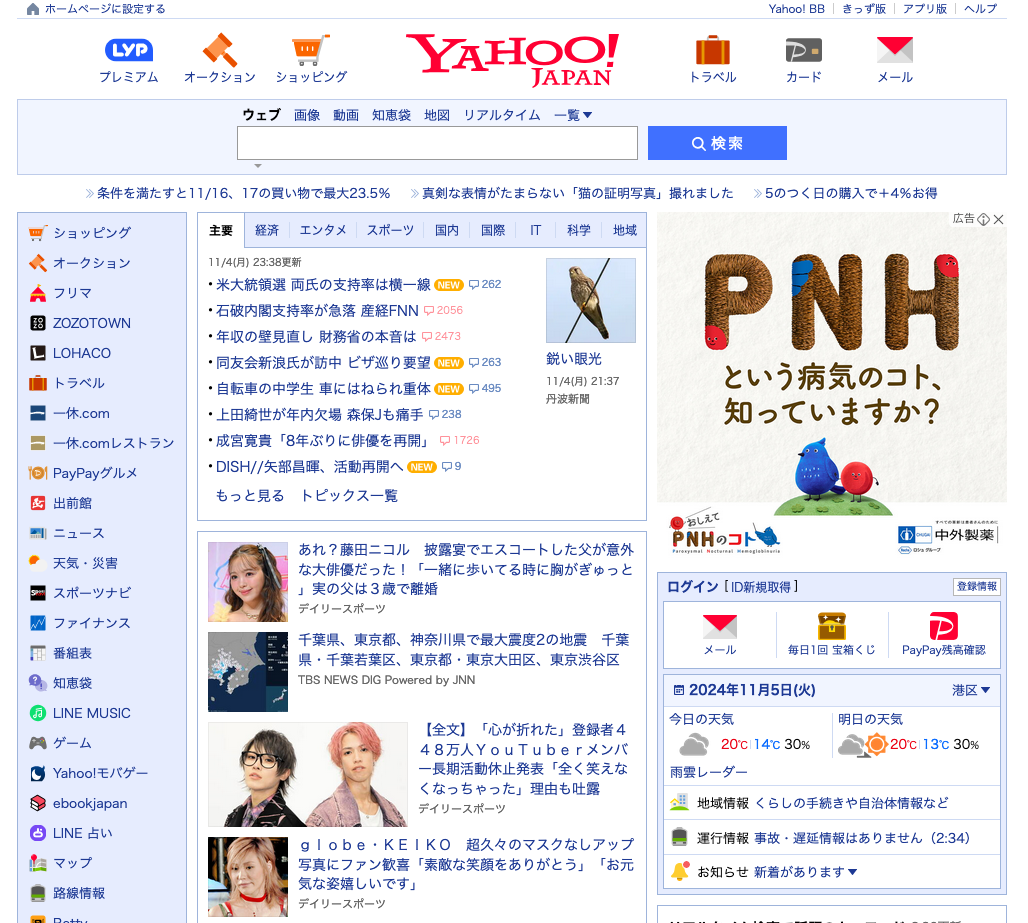 ホームページに設定する
Yahoo! BB
きっず版
アプリ版
ヘルプ
LYP
プレミアム
オークション
ショッピング
YAHOO!
JAPAN
トラベル
カード
メール
ウェブ 画像 動画 知恵袋 地図 リアルタイム 一覧▼
検索
条件を満たすと11/16、17の買い物で最大23.5%
真剣な表情がたまらない「猫の証明写真」撮れました
5のつく日の購入で+4%お得
ショッピング
オークション
フリマ
ZOZOTOWN
LOHACO
トラベル
一休.com
一休.comレストラン
PayPayグルメ
出前館
ニュース
天気・災害
スポーツナビ
ファイナンス
番組表
知恵袋
LINE MUSIC
ゲーム
Yahoo!モバゲー
ebookjapan
LINE 占い
マップ
路線情報
主要 経済 エンタメ スポーツ 国内 国際 IT 科学 地域
11/4(月) 23:38更新
・米大統領選 両氏の支持率は横一線 NEW 262
・石破内閣支持率が急落 産経FNN 2056
・年収の壁見直し 財務省の本音は 2473
・同友会新浪氏が訪中 ビザ巡り要望 NEW 263
・自転車の中学生 車にはねられ重体 NEW 495
・上田綺世が年内欠場 森保Jも痛手 238
・成宮寛貴「8年ぶりに俳優を再開」 1726
・DISH//矢部昌暉、活動再開へ NEW 9
もっと見る トピックス一覧
鋭い眼光
11/4(月) 21:37
丹波新聞
あれ？藤田ニコル　披露宴でエスコートした父が意外
な大俳優だった！「一緒に歩いてる時に胸がぎゅっと
」実の父は３歳で離婚
デイリースポーツ
千葉県、東京都、神奈川県で最大震度2の地震　千葉
県・千葉若葉区、東京都・東京大田区、東京渋谷区
TBS NEWS DIG Powered by JNN
【全文】「心が折れた」登録者４
４８万人ＹｏｕＴｕｂｅｒメンバ
ー長期活動休止発表「全く笑えな
くなっちゃった」理由も吐露
デイリースポーツ
ｇｌｏｂｅ・ＫＥＩＫＯ　超久々のマスクなしアップ
写真にファン歓喜「素敵な笑顔をありがとう」「お元
気な姿嬉しいです」
デイリースポーツ
広告
PNH
という病気のコト、
知っていますか?
おしえて
PNHのコト
Paroxysmal Nocturnal Hemoglobinuria
すべての革新は患者さんのために
CHUGAI 中外製薬
Roche ロシュ グループ
ログイン [ ID新規取得 ]
登録情報
メール
毎日1回 宝箱くじ
PayPay残高確認
2024年11月5日(火)
港区▼
今日の天気
20℃ 14℃ 30%
明日の天気
20℃ 13℃ 30%
雨雲レーダー
地域情報 くらしの手続きや自治体情報など
運行情報 事故・遅延情報はありません（2:34）
お知らせ 新着があります▼